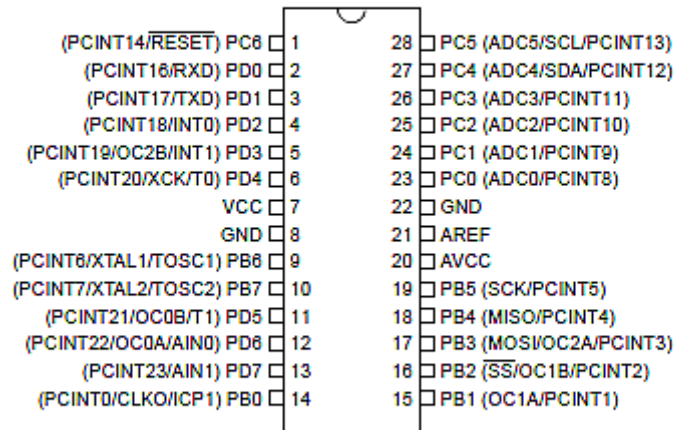 (PCINT14/RESET) PC6 1 28 PC5 (ADC5/SCL/PCINT13)
(PCINT16/RXD) PD0 2 27 PC4 (ADC4/SDA/PCINT12)
(PCINT17/TXD) PD1 3 26 PC3 (ADC3/PCINT11)
(PCINT18/INT0) PD2 4 25 PC2 (ADC2/PCINT10)
(PCINT19/OC2B/INT1) PD3 5 24 PC1 (ADC1/PCINT9)
(PCINT20/XCK/T0) PD4 6 23 PC0 (ADC0/PCINT8)
VCC 7 22 GND
GND 8 21 AREF
(PCINT6/XTAL1/TOSC1) PB6 9 20 AVCC
(PCINT7/XTAL2/TOSC2) PB7 10 19 PB5 (SCK/PCINT5)
(PCINT21/OC0B/T1) PD5 11 18 PB4 (MISO/PCINT4)
(PCINT22/OC0A/AIN0) PD6 12 17 PB3 (MOSI/OC2A/PCINT3)
(PCINT23/AIN1) PD7 13 16 PB2 (SS/OC1B/PCINT2)
(PCINT0/CLKO/ICP1) PB0 14 15 PB1 (OC1A/PCINT1)